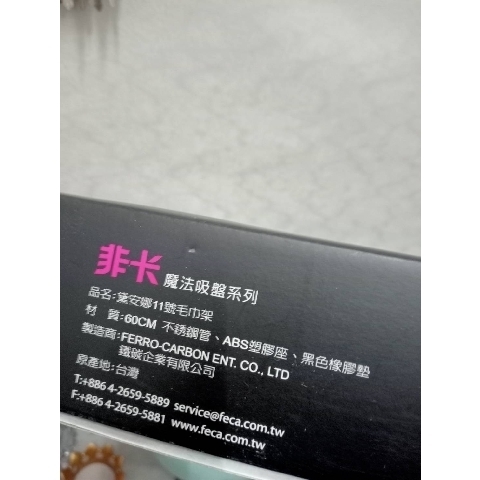 非卡 魔法吸盤系列
品名:黛安娜11號毛巾架
材 質:60CM 不銹鋼管、ABS塑膠座、黑色橡膠墊
製造商:FERRO-CARBON ENT. CO., LTD
鐵碳企業有限公司
原產地:台灣
T:+886 4-2659-5889 service@feca.com.tw
F:+886 4-2659-5881 www.feca.com.tw